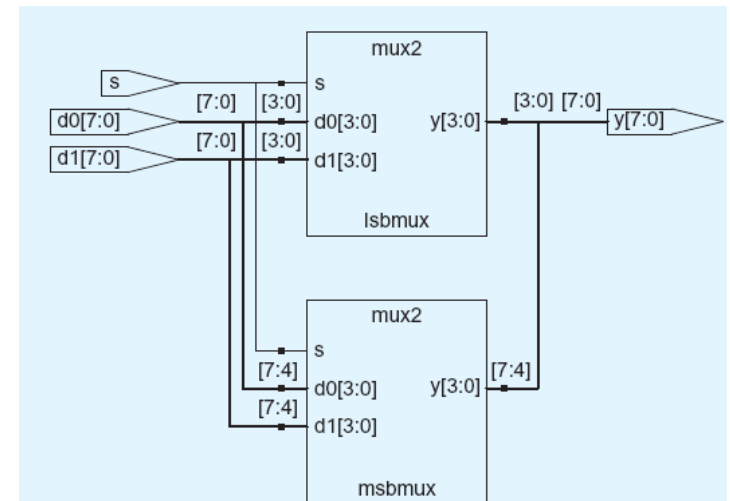 mux2
s
s
[7:0] [3:0]
[3:0] [7:0]
d0[7:0]
d0[3:0]
y[3:0]
y[7:0]
[7:0] [3:0]
d1[7:0]
d1[3:0]
lsbmux
mux2
s
[7:4]
[7:4]
d0[3:0]
y[3:0]
[7:4]
d1[3:0]
msbmux